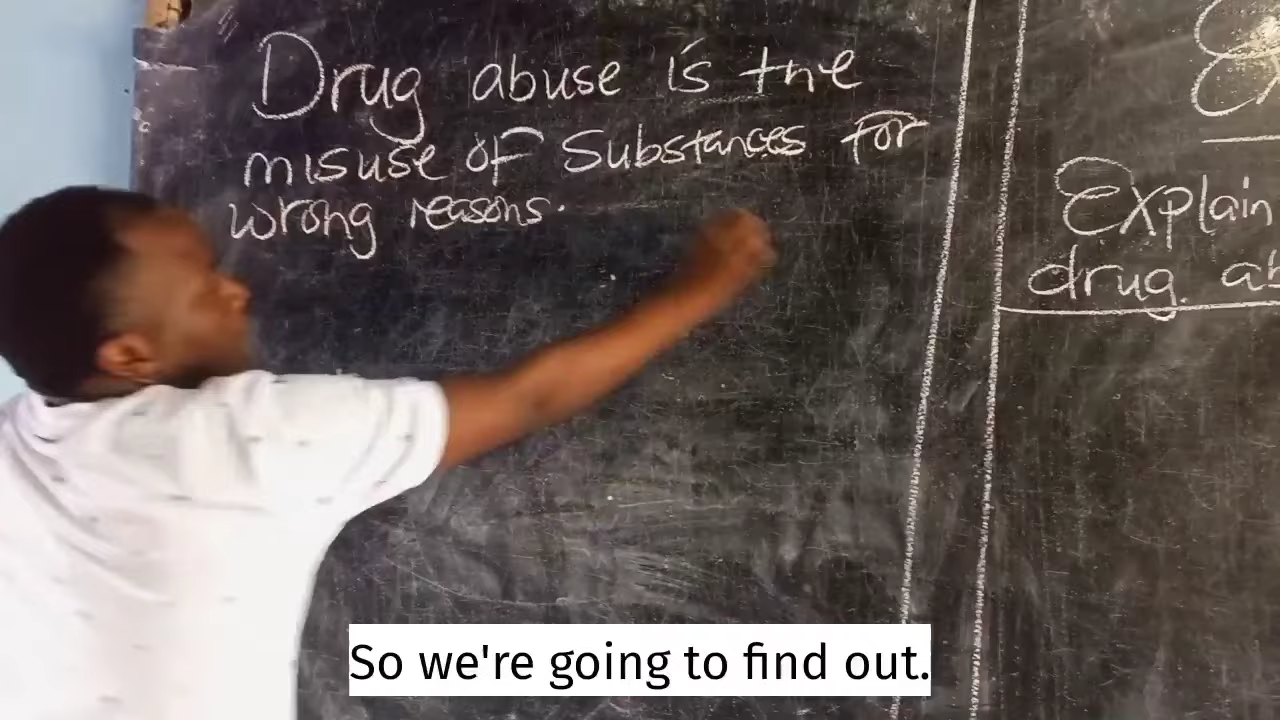 Drug abuse is the
misuse of Substances for
wrong reasons.
Explain
drug ab
So we're going to find out.